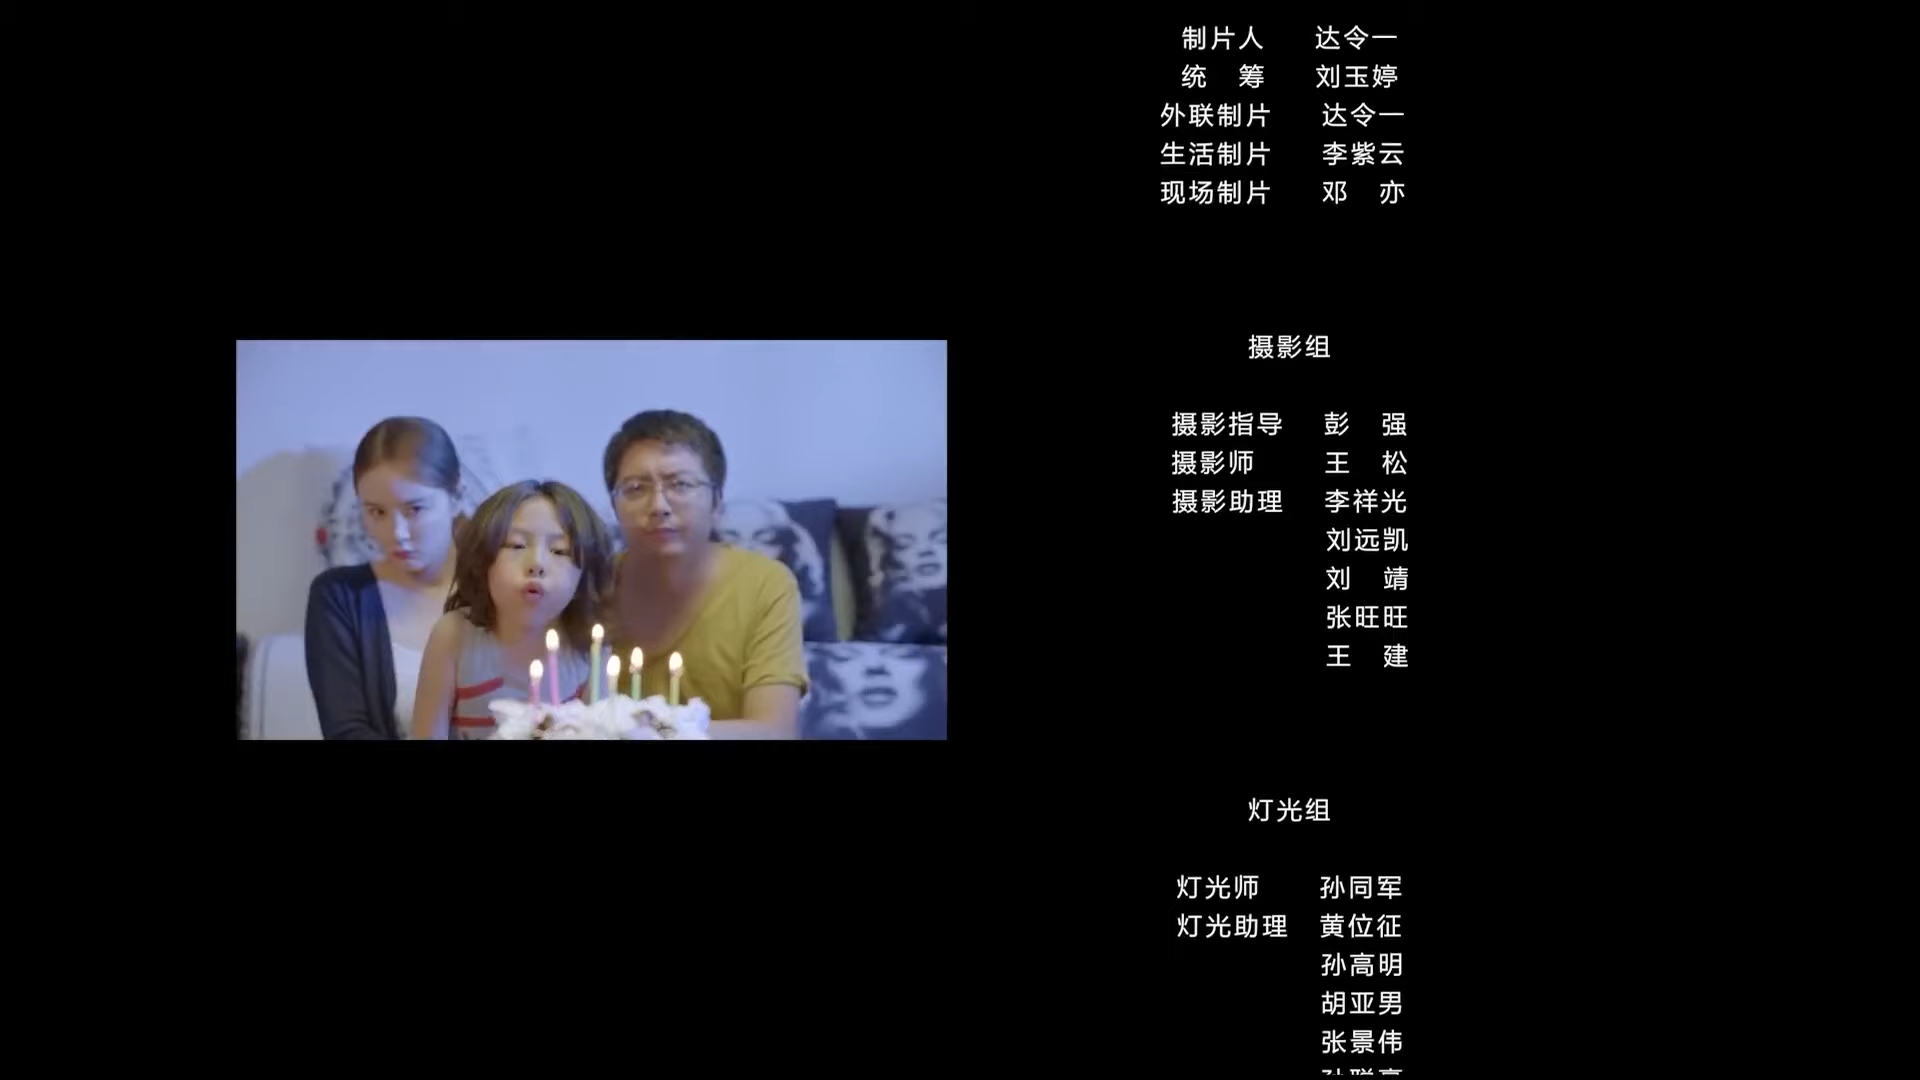 制片人 达令一
统 筹 刘玉婷
外联制片 达令一
生活制片 李紫云
现场制片 邓 亦
摄影组
摄影指导 彭 强
摄影师 王 松
摄影助理 李祥光
刘远凯
刘 靖
张旺旺
王 建
灯光组
灯光师 孙同军
灯光助理 黄位征
孙高明
胡亚男
张景伟